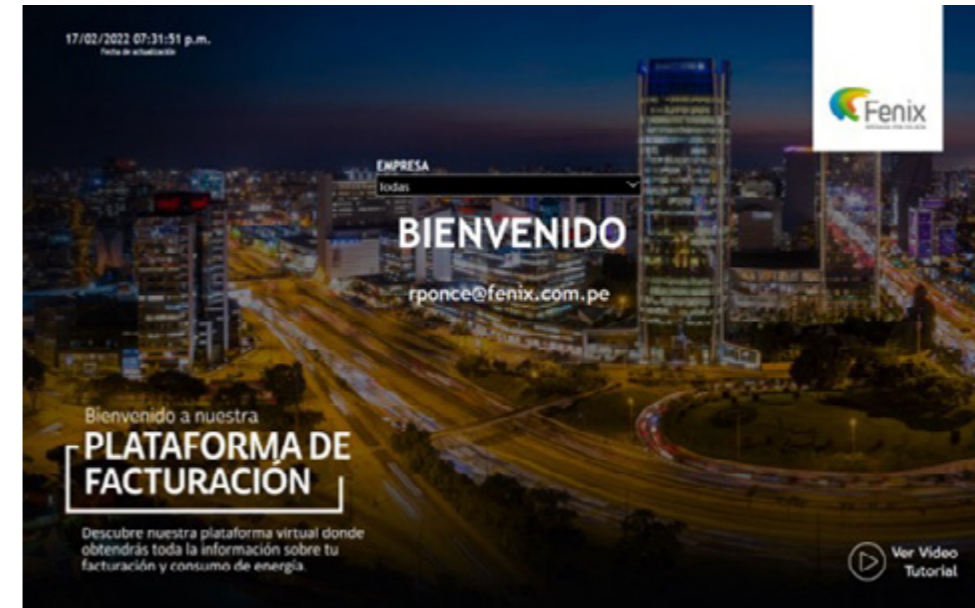 17/02/2022 07:31:51 p.m.
Fecha de actualización
Fenix
EMPRESA
Todas
BIENVENIDO
rponce@fenix.com.pe
Bienvenido a nuestra
PLATAFORMA DE
FACTURACIÓN
Descubre nuestra plataforma virtual donde
obtendrás toda la información sobre tu
facturación y consumo de energía.
Ver Video
Tutorial